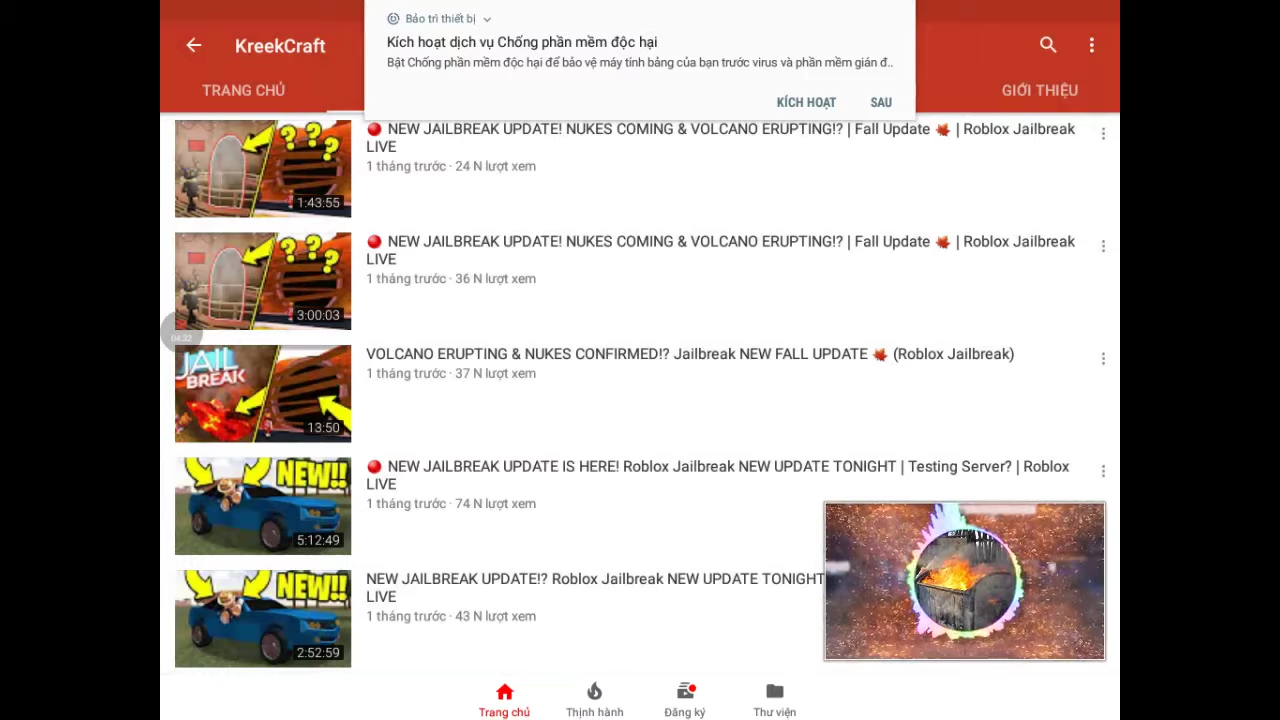 Bảo trì thiết bị
Kích hoạt dịch vụ Chống phần mềm độc hại
Bật Chống phần mềm độc hại để bảo vệ máy tính bảng của bạn trước virus và phần mềm gián đ..
KÍCH HOẠT SAU
KreekCraft
TRANG CHỦ GIỚI THIỆU
NEW JAILBREAK UPDATE! NUKES COMING & VOLCANO ERUPTING!? | Fall Update 🍁 | Roblox Jailbreak
LIVE
1 tháng trước · 24 N lượt xem
? ? ?
1:43:55
🔴 NEW JAILBREAK UPDATE! NUKES COMING & VOLCANO ERUPTING!? | Fall Update 🍁 | Roblox Jailbreak
LIVE
1 tháng trước · 36 N lượt xem
? ? ?
3:00:03
04:32
VOLCANO ERUPTING & NUKES CONFIRMED!? Jailbreak NEW FALL UPDATE 🍁 (Roblox Jailbreak)
1 tháng trước · 37 N lượt xem
JAIL
BREAK
13:50
🔴 NEW JAILBREAK UPDATE IS HERE! Roblox Jailbreak NEW UPDATE TONIGHT | Testing Server? | Roblox
LIVE
1 tháng trước · 74 N lượt xem
NEW!!
5:12:49
NEW JAILBREAK UPDATE!? Roblox Jailbreak NEW UPDATE TONIGHT
LIVE
1 tháng trước · 43 N lượt xem
NEW!!
2:52:59
Trang chủ Thịnh hành Đăng ký Thư viện